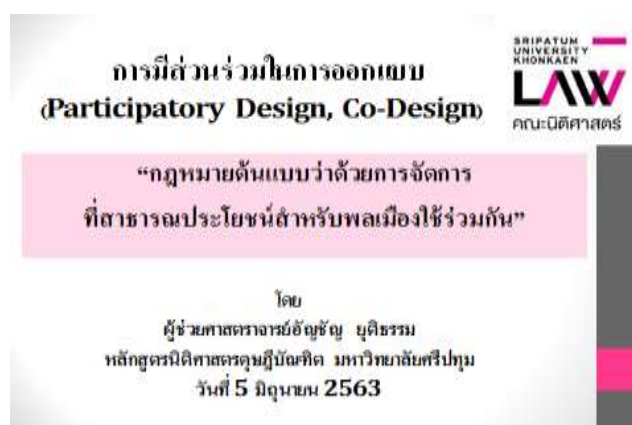 SRIPATUM
UNIVERSITY
KHONKAEN
LAW
คณะนิติศาสตร์
การมีส่วนร่วมในการออกแบบ
(Participatory Design, Co-Design)
“กฎหมายต้นแบบว่าด้วยการจัดการ
ที่สาธารณประโยชน์สำหรับพลเมืองใช้ร่วมกัน”
โดย
ผู้ช่วยศาสตราจารย์อัญชัญ ยุติธรรม
หลักสูตรนิติศาสตรดุษฎีบัณฑิต มหาวิทยาลัยศรีปทุม
วันที่ 5 มิถุนายน 2563